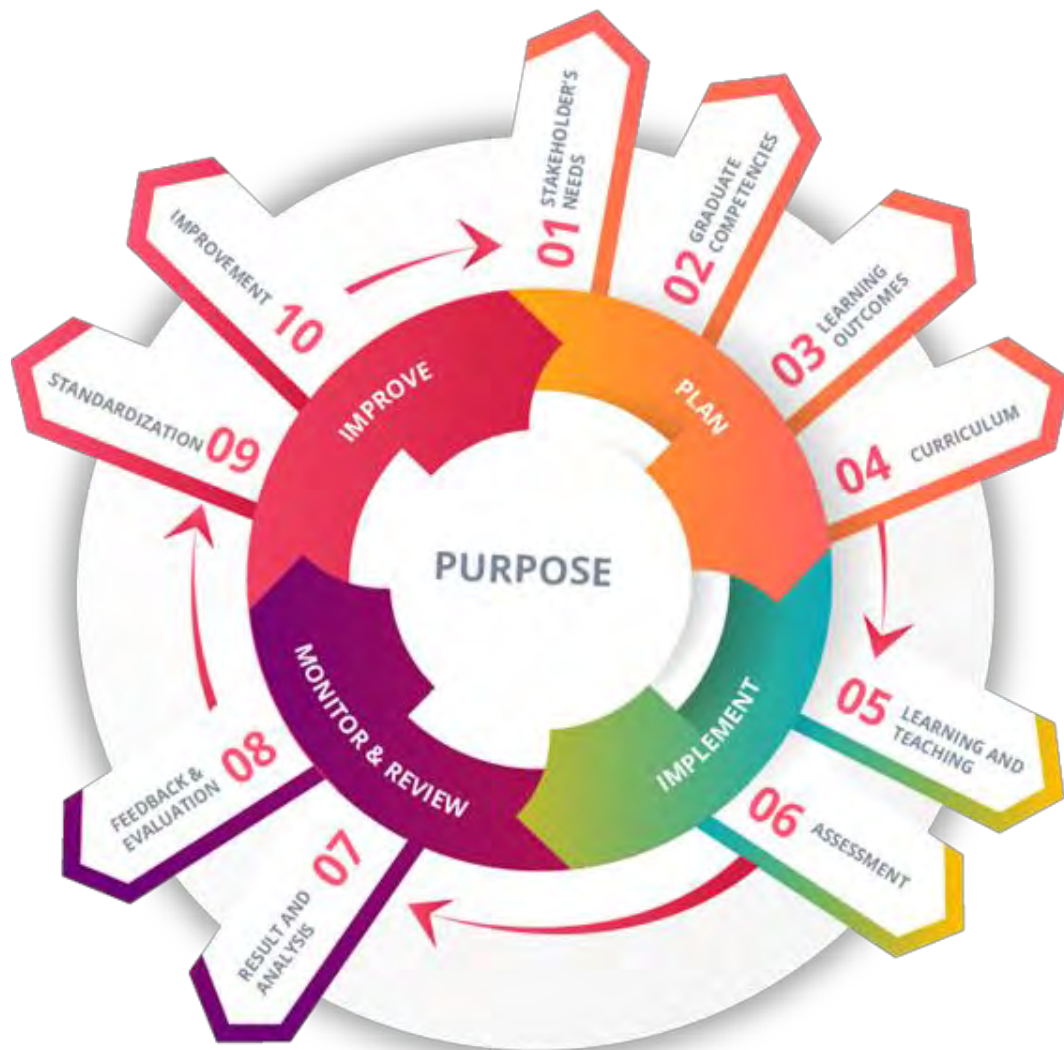 PURPOSE
PLAN
01
STAKEHOLDER'S
NEEDS
02
GRADUATE
COMPETENCIES
03
LEARNING
OUTCOMES
04
CURRICULUM
IMPLEMENT
05
LEARNING AND
TEACHING
06
ASSESSMENT
MONITOR & REVIEW
07
RESULT AND
ANALYSIS
08
FEEDBACK &
EVALUATION
IMPROVE
09
STANDARDIZATION
10
IMPROVEMENT